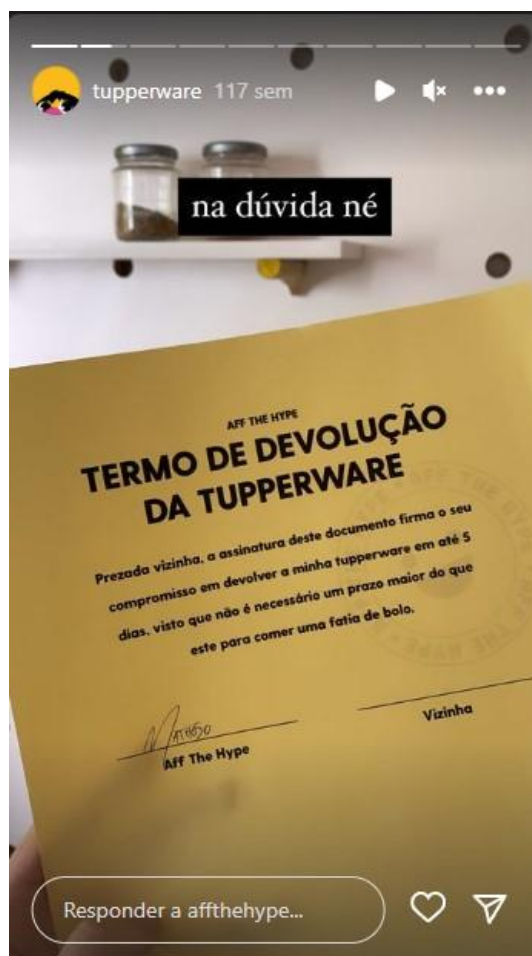 tupperware 117 sem
na dúvida né
AFF THE HYPE
TERMO DE DEVOLUÇÃO
DA TUPPERWARE
Prezada vizinha, a assinatura deste documento firma o seu
compromisso em devolver a minha tupperware em até 5
dias, visto que não é necessário um prazo maior do que
este para comer uma fatia de bolo.
Aff The Hype
Vizinha
Responder a affthehype...